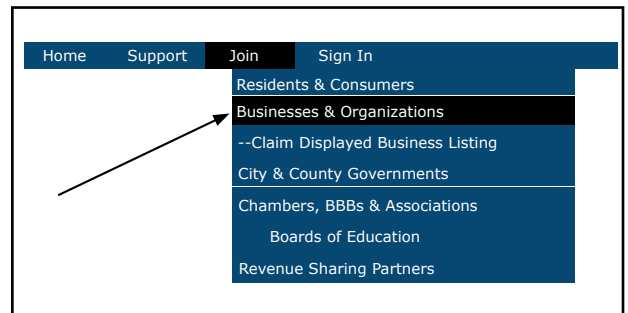 Home Support Join Sign In
Residents & Consumers
Businesses & Organizations
--Claim Displayed Business Listing
City & County Governments
Chambers, BBBs & Associations
Boards of Education
Revenue Sharing Partners